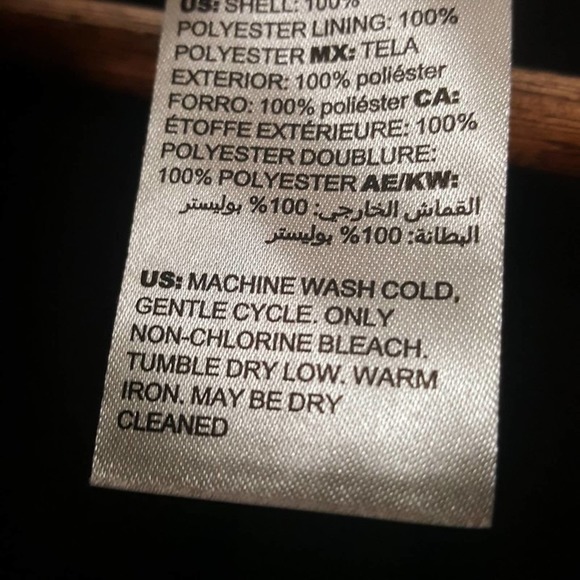 US: SHELL: 100%
POLYESTER LINING: 100%
POLYESTER MX: TELA
EXTERIOR: 100% poliéster
FORRO: 100% poliéster CA:
ÉTOFFE EXTÉRIEURE: 100%
POLYESTER DOUBLURE:
100% POLYESTER AE/KW:
القماش الخارجي: 100% بوليستر
البطانة: 100% بوليستر
US: MACHINE WASH COLD,
GENTLE CYCLE. ONLY
NON-CHLORINE BLEACH.
TUMBLE DRY LOW. WARM
IRON. MAY BE DRY
CLEANED